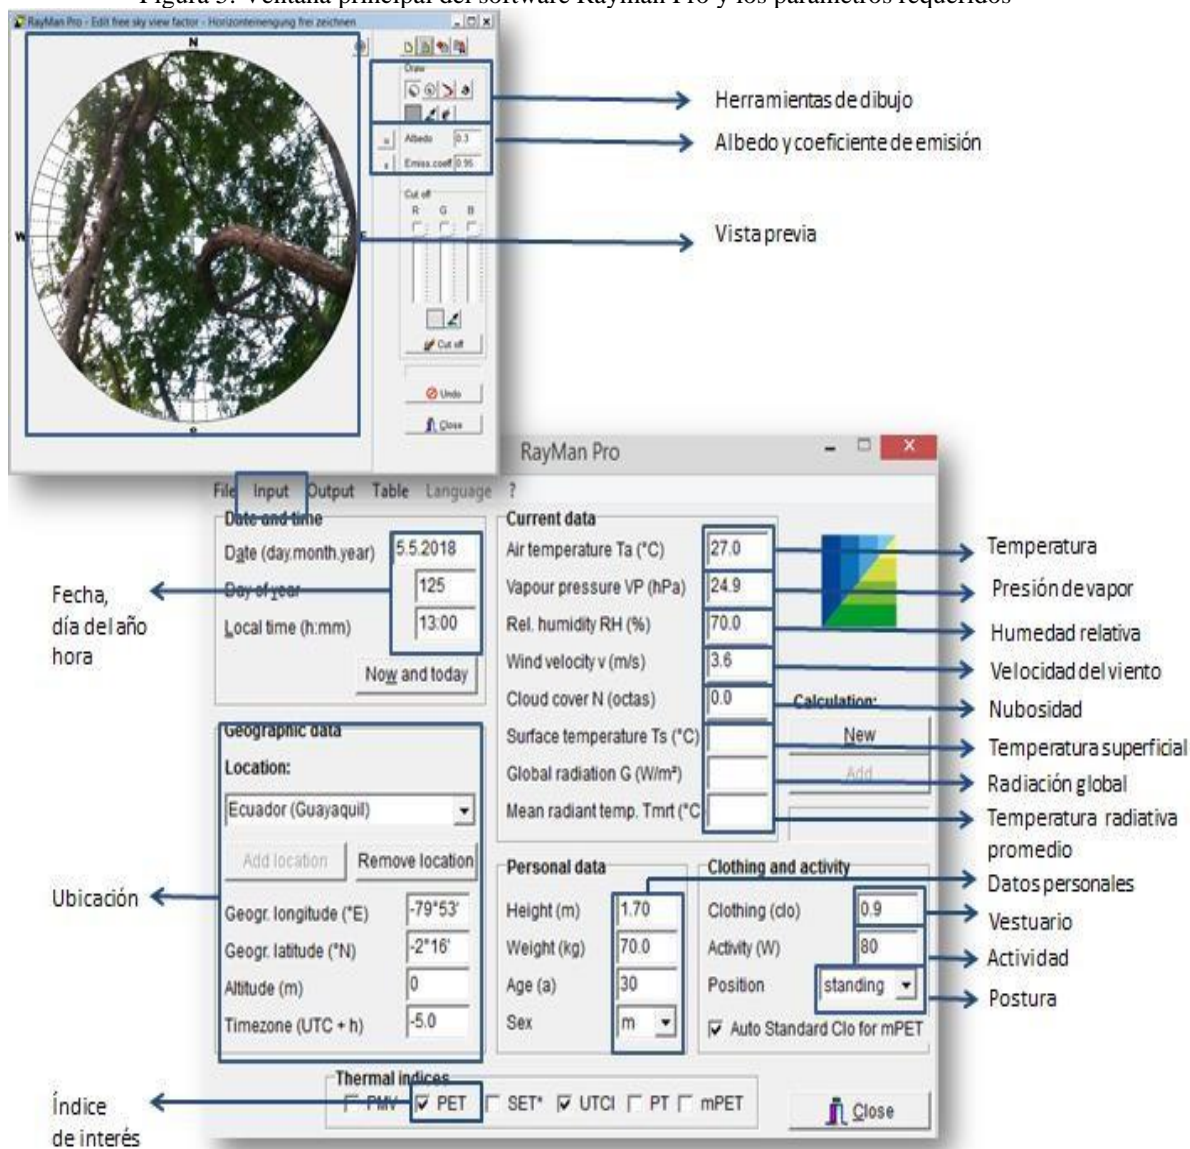 Figura 3. Ventana principal del software Rayman Pro y los parámetros requeridos
RayMan Pro - Edit free sky view factor - Horizonteinengung frei zeichnen
N
W
Draw
Albedo 0.3
Emiss.coeff 0.95
Cut off
R G B
Cut off
Undo
Close
Herramientas de dibujo
Albedo y coeficiente de emisión
Vista previa
RayMan Pro
File Input Output Table Language ?
Date and time
Date (day.month.year) 5.5.2018
Day of year 125
Local time (h:mm) 13:00
Now and today
Fecha,
día del año
hora
Current data
Air temperature Ta (°C) 27.0
Vapour pressure VP (hPa) 24.9
Rel. humidity RH (%) 70.0
Wind velocity v (m/s) 3.6
Cloud cover N (octas) 0.0
Surface temperature Ts (°C)
Global radiation G (W/m²)
Mean radiant temp. Tmrt (°C
Calculation:
New
Add
Temperatura
Presión de vapor
Humedad relativa
Velocidad del viento
Nubosidad
Temperatura superficial
Radiación global
Temperatura radiativa
promedio
Datos personales
Vestuario
Actividad
Postura
Geographic data
Location:
Ecuador (Guayaquil)
Add location Remove location
Geogr. longitude (°E) -79°53'
Geogr. latitude (°N) -2°16'
Altitude (m) 0
Timezone (UTC + h) -5.0
Ubicación
Personal data
Height (m) 1.70
Weight (kg) 70.0
Age (a) 30
Sex m
Clothing and activity
Clothing (clo) 0.9
Activity (W) 80
Position standing
Auto Standard Clo for mPET
Thermal indices
PMV PET SET* UTCI PT mPET
Close
Índice
de interés